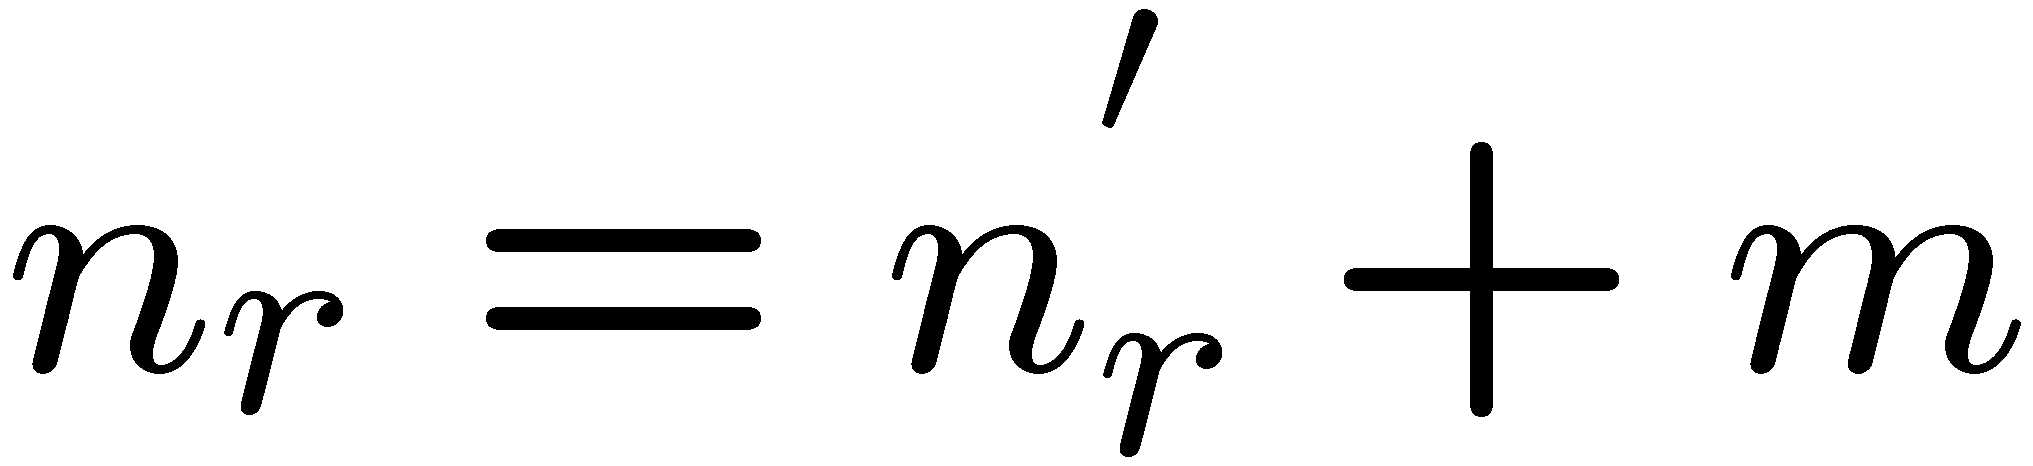 $n_r = n_r^{'} + m$